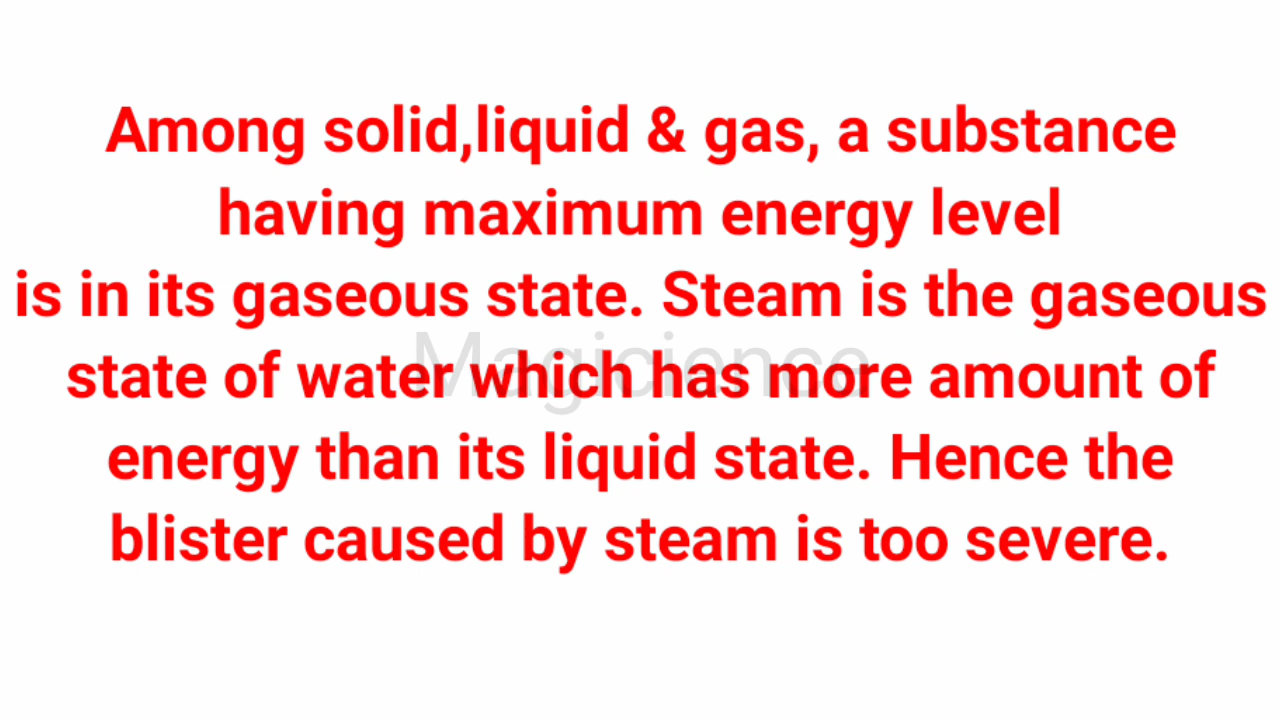 Among solid,liquid & gas, a substance
having maximum energy level
is in its gaseous state. Steam is the gaseous
state of water which has more amount of
Magicience
energy than its liquid state. Hence the
blister caused by steam is too severe.